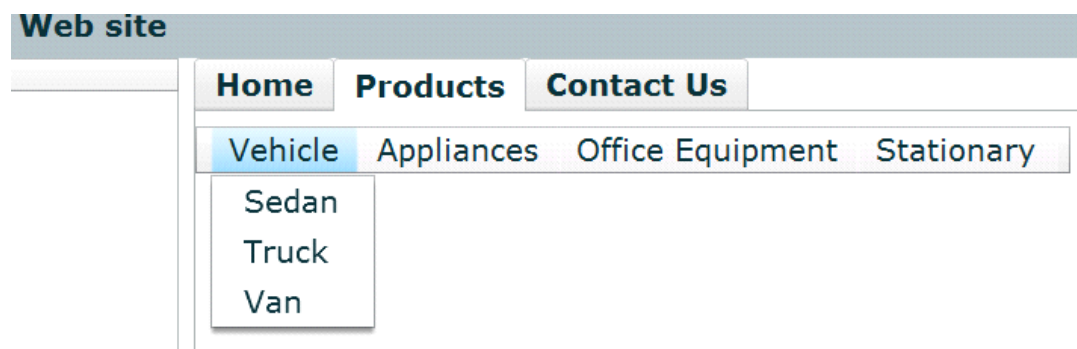 Web site
Home Products Contact Us
Vehicle Appliances Office Equipment Stationary
Sedan
Truck
Van